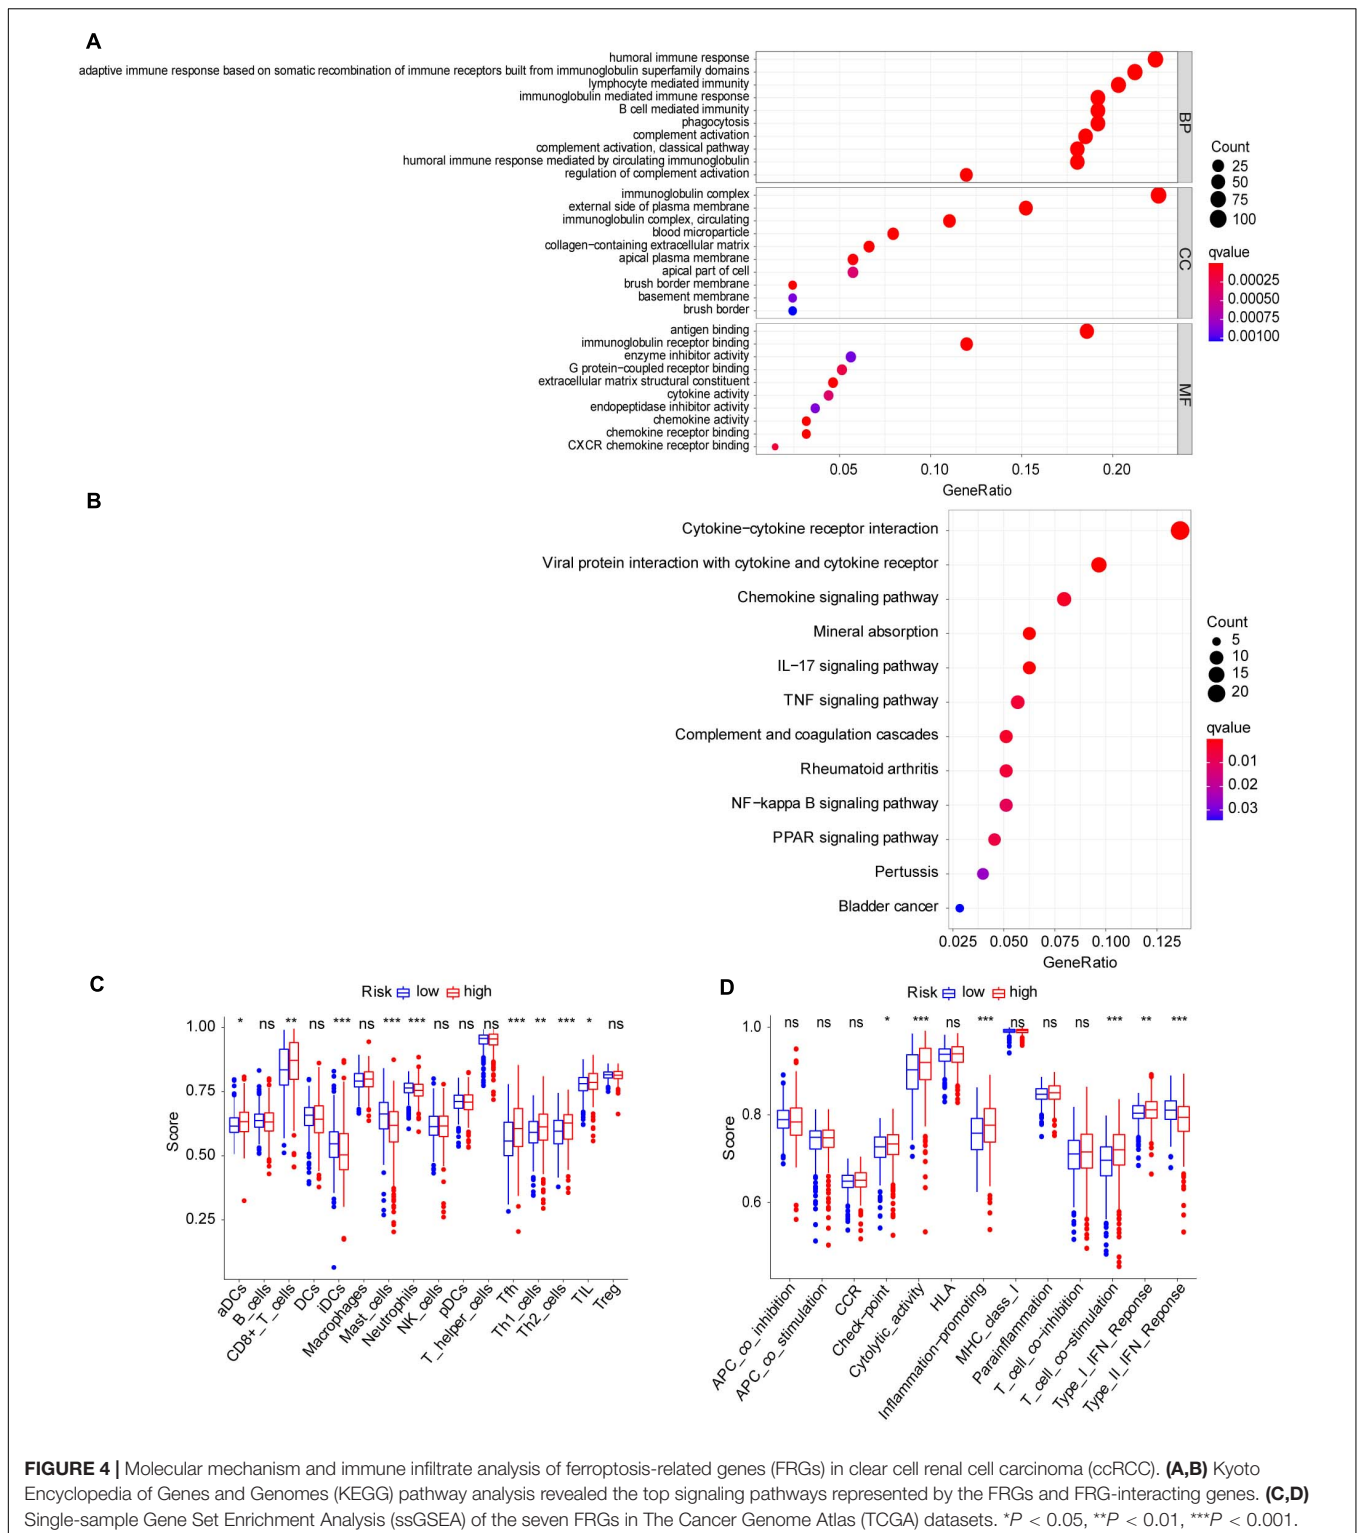 A
humoral immune response
adaptive immune response based on somatic recombination of immune receptors built from immunoglobulin superfamily domains
lymphocyte mediated immunity
immunoglobulin mediated immune response
B cell mediated immunity
phagocytosis
complement activation
complement activation, classical pathway
humoral immune response mediated by circulating immunoglobulin
regulation of complement activation
BP
immunoglobulin complex
external side of plasma membrane
immunoglobulin complex, circulating
blood microparticle
collagen−containing extracellular matrix
apical plasma membrane
apical part of cell
brush border membrane
basement membrane
brush border
CC
antigen binding
immunoglobulin receptor binding
enzyme inhibitor activity
G protein−coupled receptor binding
extracellular matrix structural constituent
cytokine activity
endopeptidase inhibitor activity
chemokine activity
chemokine receptor binding
CXCR chemokine receptor binding
MF
0.05 0.10 0.15 0.20
GeneRatio
Count
25
50
75
100
qvalue
0.00025
0.00050
0.00075
0.00100
B
Cytokine−cytokine receptor interaction
Viral protein interaction with cytokine and cytokine receptor
Chemokine signaling pathway
Mineral absorption
IL−17 signaling pathway
TNF signaling pathway
Complement and coagulation cascades
Rheumatoid arthritis
NF−kappa B signaling pathway
PPAR signaling pathway
Pertussis
Bladder cancer
0.025 0.050 0.075 0.100 0.125
GeneRatio
Count
5
10
15
20
qvalue
0.01
0.02
0.03
C
Risk low high
* ns ** ns *** ns *** *** ns ns ns *** ** *** * ns
1.00
0.75
0.50
0.25
Score
aDCs
B_cells
CD8+_T_cells
DCs
iDCs
Macrophages
Mast_cells
Neutrophils
NK_cells
pDCs
T_helper_cells
Tfh
Th1_cells
Th2_cells
TIL
Treg
D
Risk low high
ns ns ns * *** ns *** ns ns ns *** ** ***
1.0
0.8
0.6
Score
APC_co_inhibition
APC_co_stimulation
CCR
Check−point
Cytolytic_activity
HLA
Inflammation−promoting
MHC_class_I
Parainflammation
T_cell_co−inhibition
T_cell_co−stimulation
Type_I_IFN_Reponse
Type_II_IFN_Reponse
FIGURE 4 | Molecular mechanism and immune infiltrate analysis of ferroptosis-related genes (FRGs) in clear cell renal cell carcinoma (ccRCC). (A,B) Kyoto
Encyclopedia of Genes and Genomes (KEGG) pathway analysis revealed the top signaling pathways represented by the FRGs and FRG-interacting genes. (C,D)
Single-sample Gene Set Enrichment Analysis (ssGSEA) of the seven FRGs in The Cancer Genome Atlas (TCGA) datasets. *P < 0.05, **P < 0.01, ***P < 0.001.